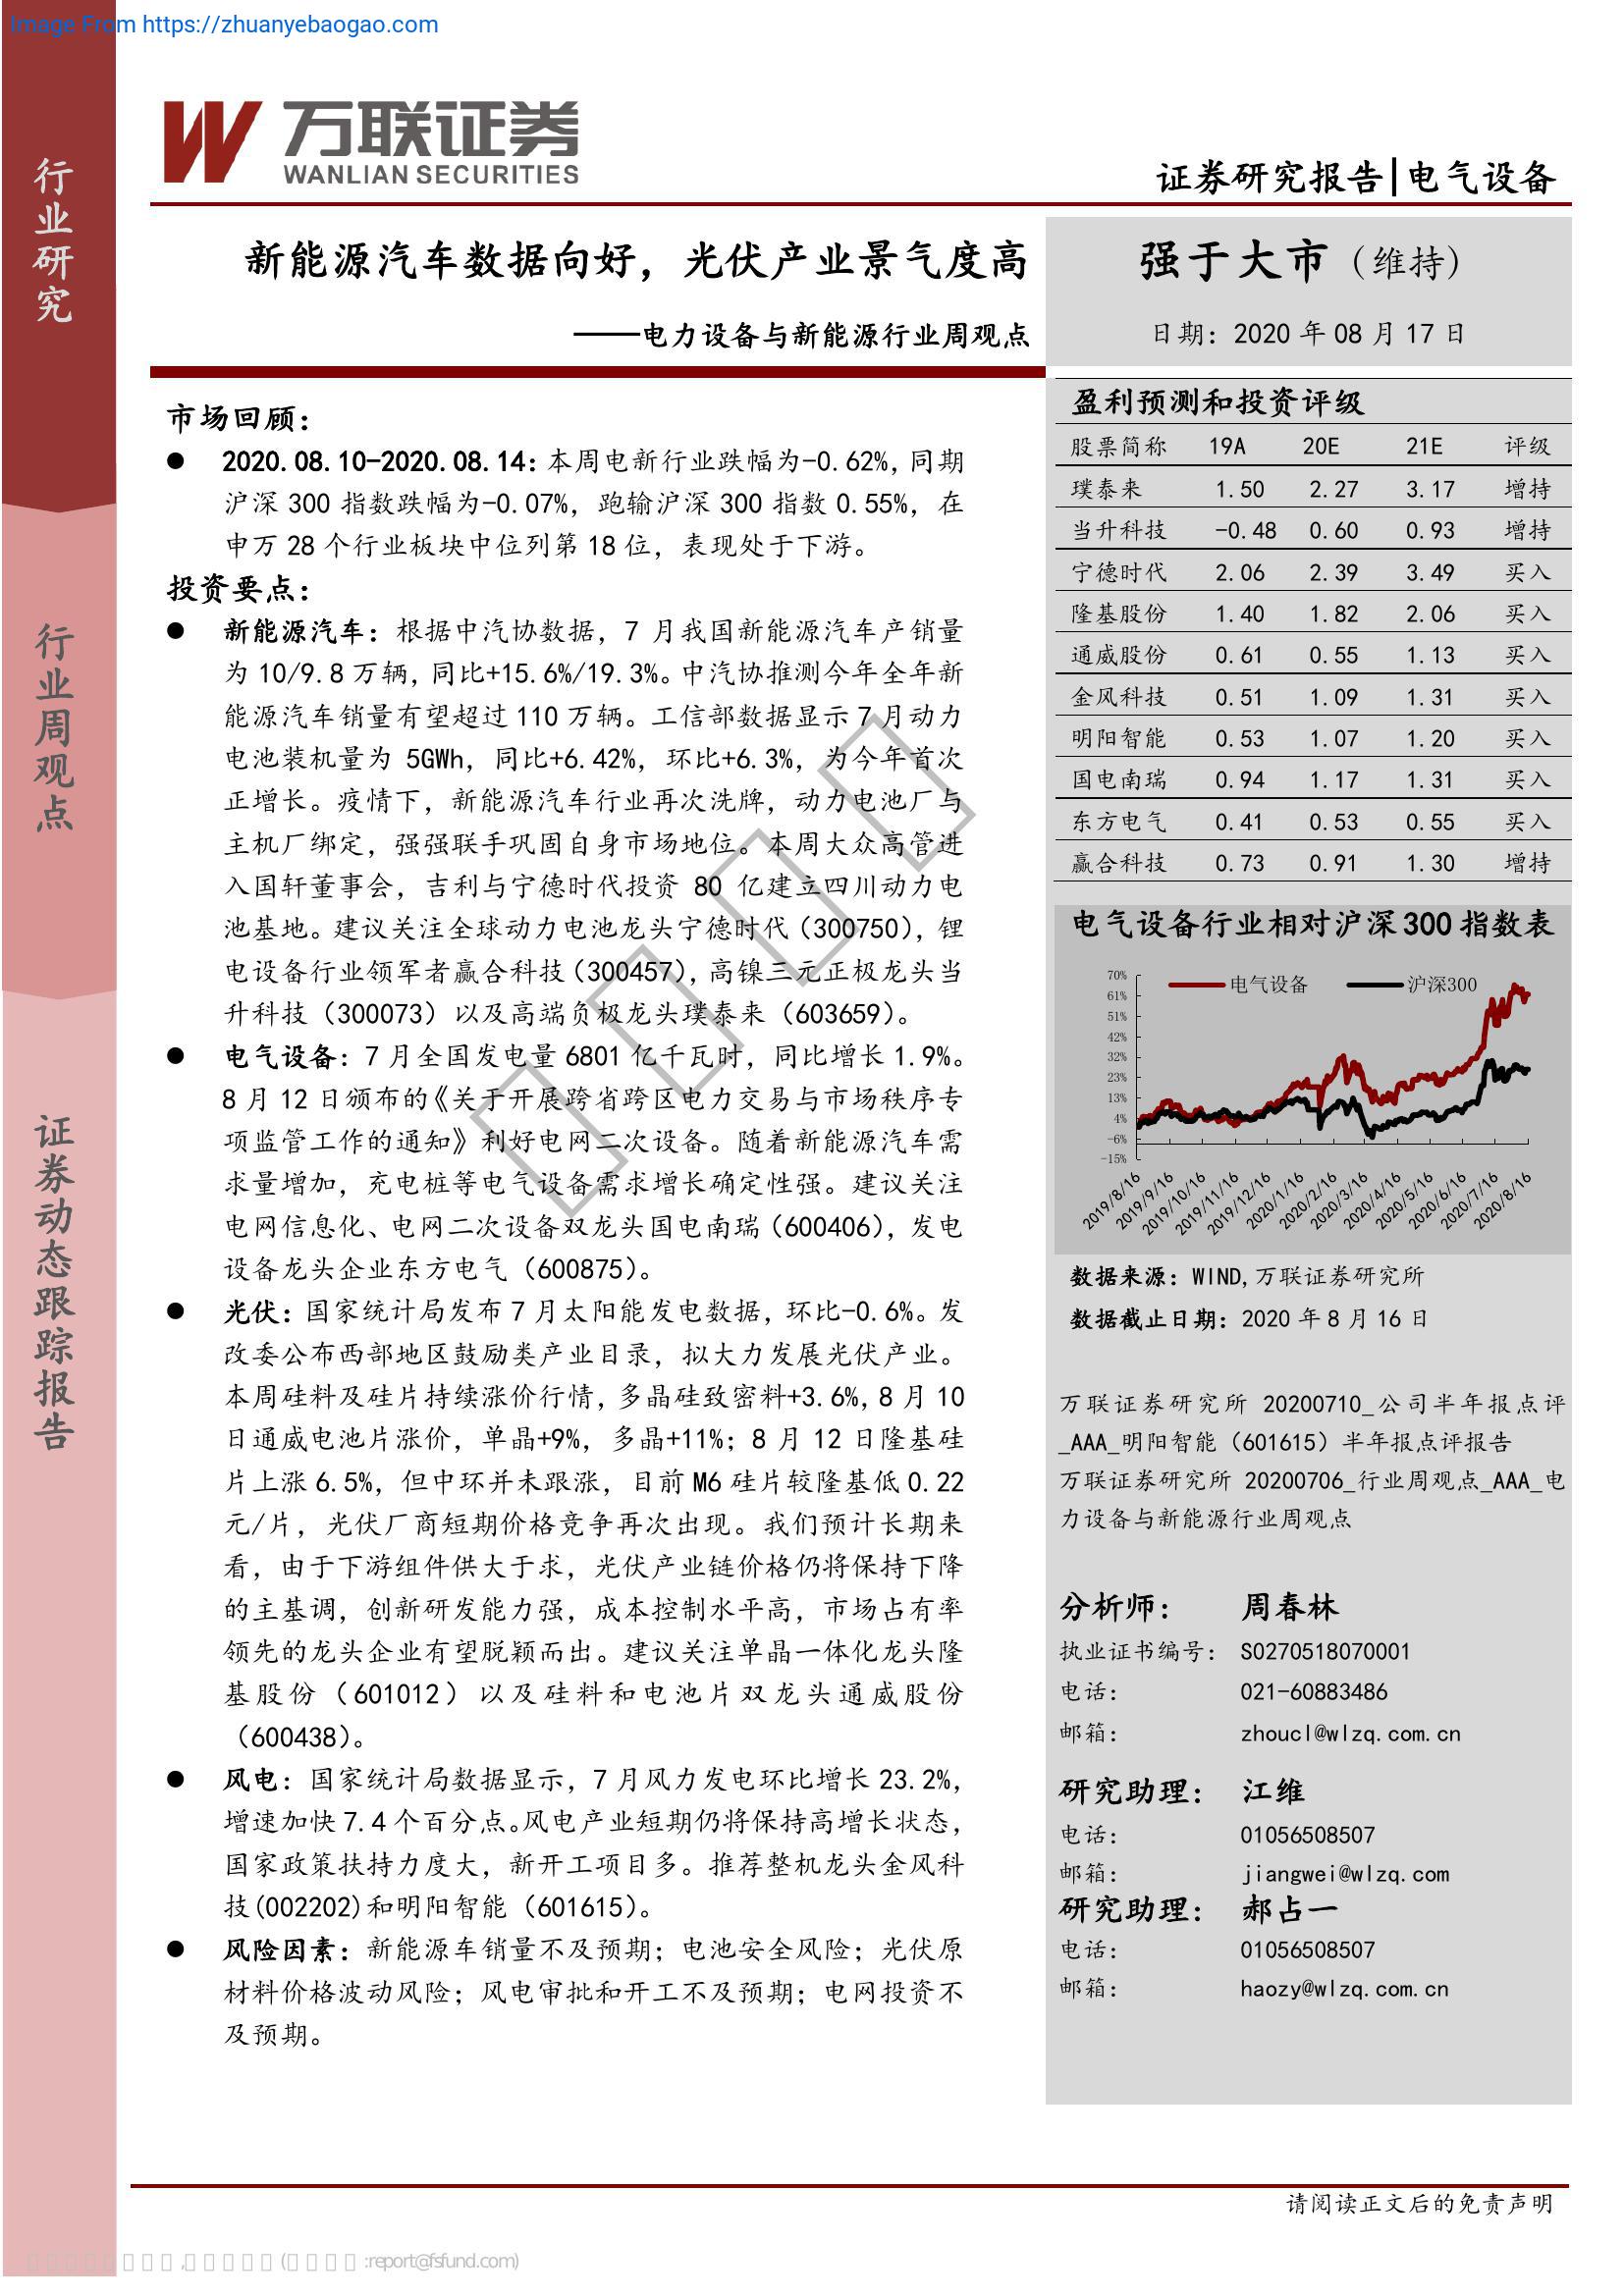 Image From https://zhuanyebaogao.com
行业研究
行业周观点
证券动态跟踪报告
万联证券
WANLIAN SECURITIES
证券研究报告|电气设备
新能源汽车数据向好，光伏产业景气度高
——电力设备与新能源行业周观点
强于大市（维持）
日期：2020 年 08 月 17 日
市场回顾：
● 2020.08.10-2020.08.14：本周电新行业跌幅为-0.62%，同期
沪深 300 指数跌幅为-0.07%，跑输沪深 300 指数 0.55%，在
申万 28 个行业板块中位列第 18 位，表现处于下游。
投资要点：
● 新能源汽车：根据中汽协数据，7 月我国新能源汽车产销量
为 10/9.8 万辆，同比+15.6%/19.3%。中汽协推测今年全年新
能源汽车销量有望超过 110 万辆。工信部数据显示 7 月动力
电池装机量为 5GWh，同比+6.42%，环比+6.3%，为今年首次
正增长。疫情下，新能源汽车行业再次洗牌，动力电池厂与
主机厂绑定，强强联手巩固自身市场地位。本周大众高管进
入国轩董事会，吉利与宁德时代投资 80 亿建立四川动力电
池基地。建议关注全球动力电池龙头宁德时代（300750），锂
电设备行业领军者赢合科技（300457），高镍三元正极龙头当
升科技（300073）以及高端负极龙头璞泰来（603659）。
● 电气设备：7 月全国发电量 6801 亿千瓦时，同比增长 1.9%。
8 月 12 日颁布的《关于开展跨省跨区电力交易与市场秩序专
项监管工作的通知》利好电网二次设备。随着新能源汽车需
求量增加，充电桩等电气设备需求增长确定性强。建议关注
电网信息化、电网二次设备双龙头国电南瑞（600406），发电
设备龙头企业东方电气（600875）。
● 光伏：国家统计局发布 7 月太阳能发电数据，环比-0.6%。发
改委公布西部地区鼓励类产业目录，拟大力发展光伏产业。
本周硅料及硅片持续涨价行情，多晶硅致密料+3.6%，8 月 10
日通威电池片涨价，单晶+9%，多晶+11%；8 月 12 日隆基硅
片上涨 6.5%，但中环并未跟涨，目前 M6 硅片较隆基低 0.22
元/片，光伏厂商短期价格竞争再次出现。我们预计长期来
看，由于下游组件供大于求，光伏产业链价格仍将保持下降
的主基调，创新研发能力强，成本控制水平高，市场占有率
领先的龙头企业有望脱颖而出。建议关注单晶一体化龙头隆
基股份（601012）以及硅料和电池片双龙头通威股份
（600438）。
● 风电：国家统计局数据显示，7 月风力发电环比增长 23.2%，
增速加快 7.4 个百分点。风电产业短期仍将保持高增长状态，
国家政策扶持力度大，新开工项目多。推荐整机龙头金风科
技(002202)和明阳智能（601615）。
● 风险因素：新能源车销量不及预期；电池安全风险；光伏原
材料价格波动风险；风电审批和开工不及预期；电网投资不
及预期。
盈利预测和投资评级
股票简称 19A 20E 21E 评级
璞泰来 1.50 2.27 3.17 增持
当升科技 -0.48 0.60 0.93 增持
宁德时代 2.06 2.39 3.49 买入
隆基股份 1.40 1.82 2.06 买入
通威股份 0.61 0.55 1.13 买入
金风科技 0.51 1.09 1.31 买入
明阳智能 0.53 1.07 1.20 买入
国电南瑞 0.94 1.17 1.31 买入
东方电气 0.41 0.53 0.55 买入
赢合科技 0.73 0.91 1.30 增持
电气设备行业相对沪深 300 指数表
电气设备 沪深300
70%
61%
51%
42%
32%
23%
13%
4%
-6%
-15%
2019/8/16 2019/9/16 2019/10/16 2019/11/16 2019/12/16 2020/1/16 2020/2/16 2020/3/16 2020/4/16 2020/5/16 2020/6/16 2020/7/16 2020/8/16
数据来源：WIND,万联证券研究所
数据截止日期：2020 年 8 月 16 日
万联证券研究所 20200710_公司半年报点评
_AAA_明阳智能（601615）半年报点评报告
万联证券研究所 20200706_行业周观点_AAA_电
力设备与新能源行业周观点
分析师： 周春林
执业证书编号： S0270518070001
电话： 021-60883486
邮箱： zhoucl@wlzq.com.cn
研究助理： 江维
电话： 01056508507
邮箱： jiangwei@wlzq.com
研究助理： 郝占一
电话： 01056508507
邮箱： haozy@wlzq.com.cn
请阅读正文后的免责声明
:report@fsfund.com)